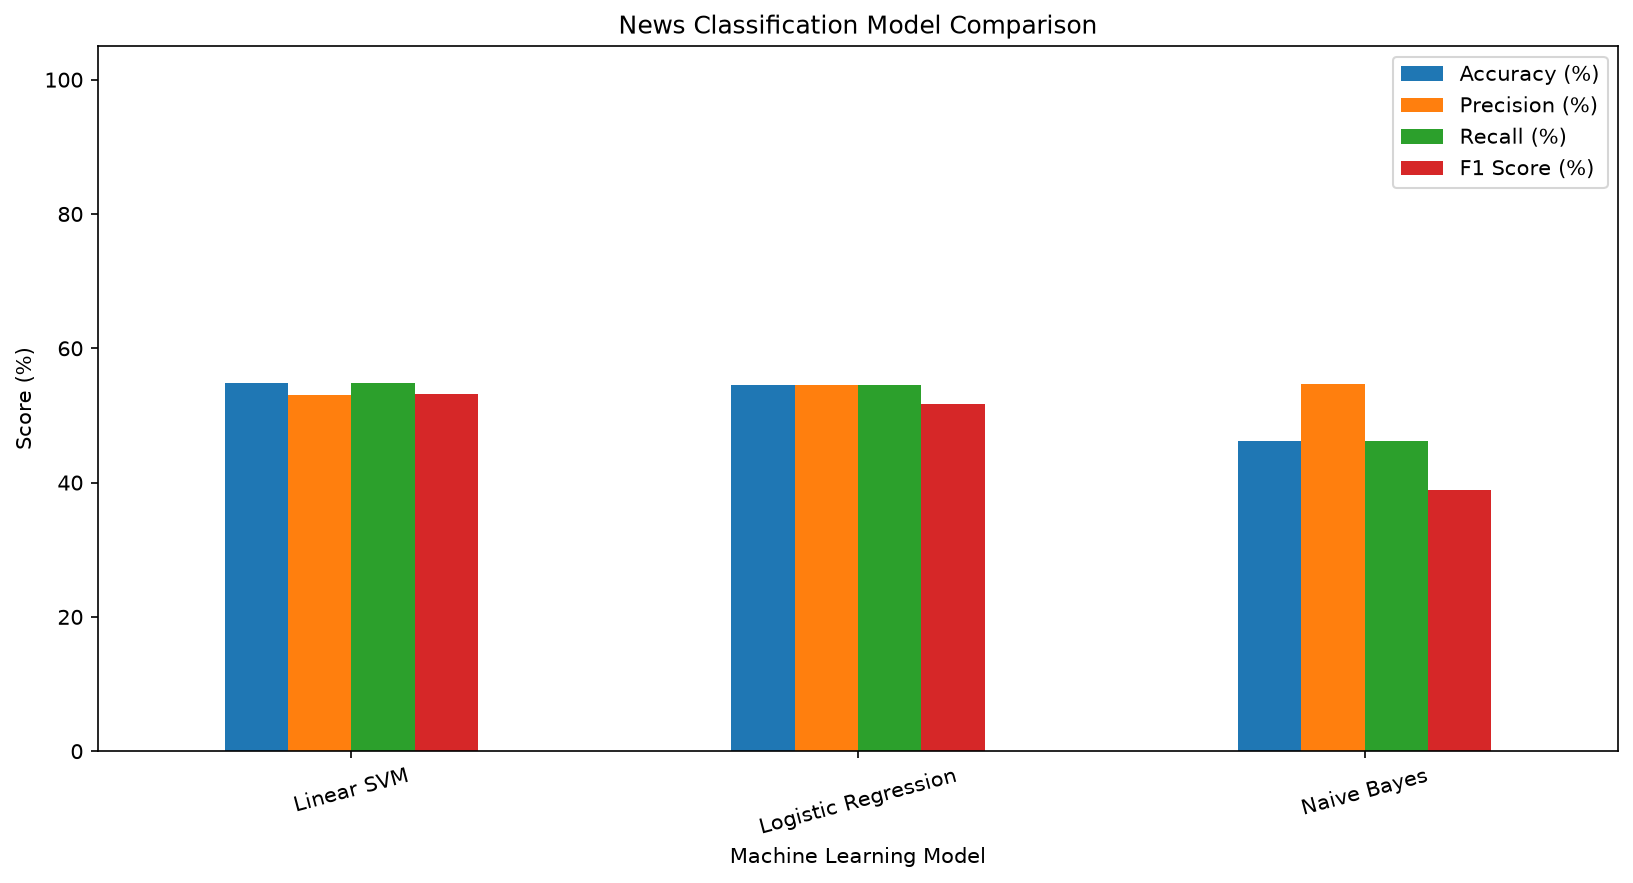 News Classification Model Comparison
Accuracy (%)
Precision (%)
Recall (%)
F1 Score (%)
Score (%)
100
80
60
40
20
0
Linear SVM
Logistic Regression
Naive Bayes
Machine Learning Model